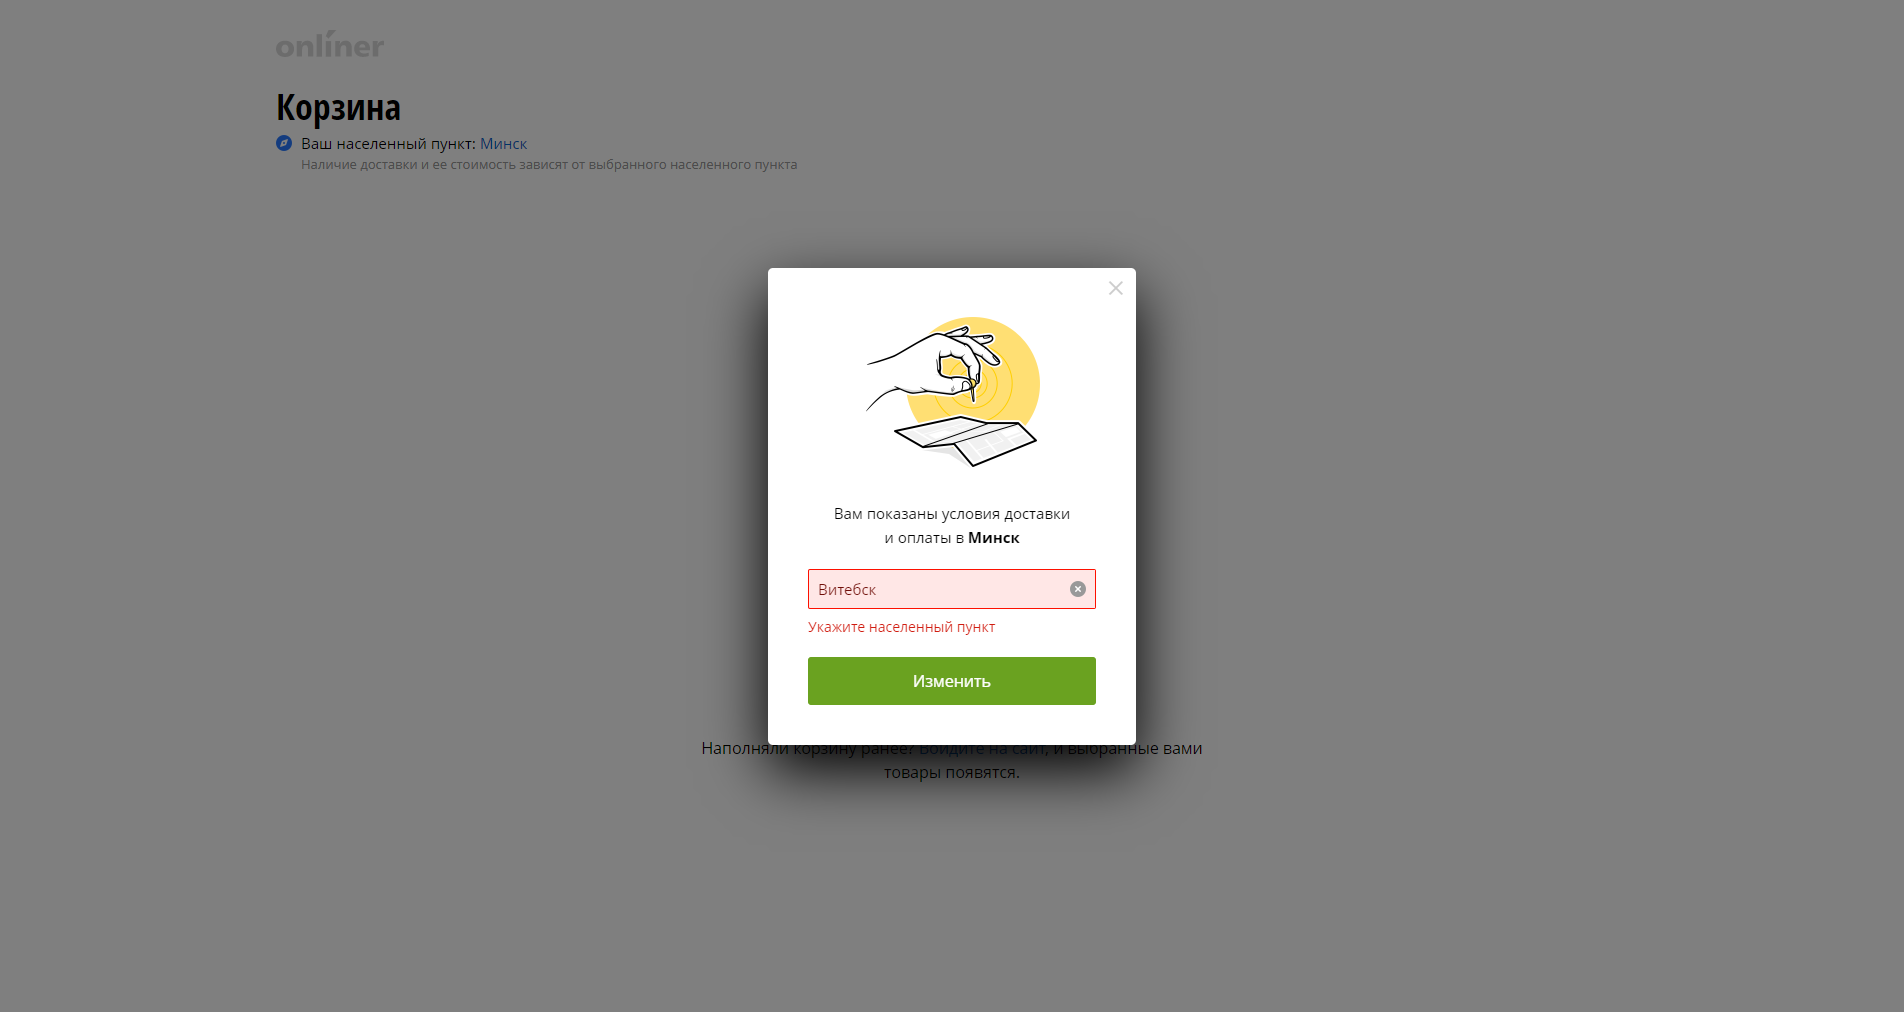 onlíner
Корзина
Ваш населенный пункт: Минск
Наличие доставки и ее стоимость зависят от выбранного населенного пункта
Вам показаны условия доставки
и оплаты в Минск
Витебск
Укажите населенный пункт
Изменить
Наполняли корзину ранее? Войдите на сайт, и выбранные вами
товары появятся.